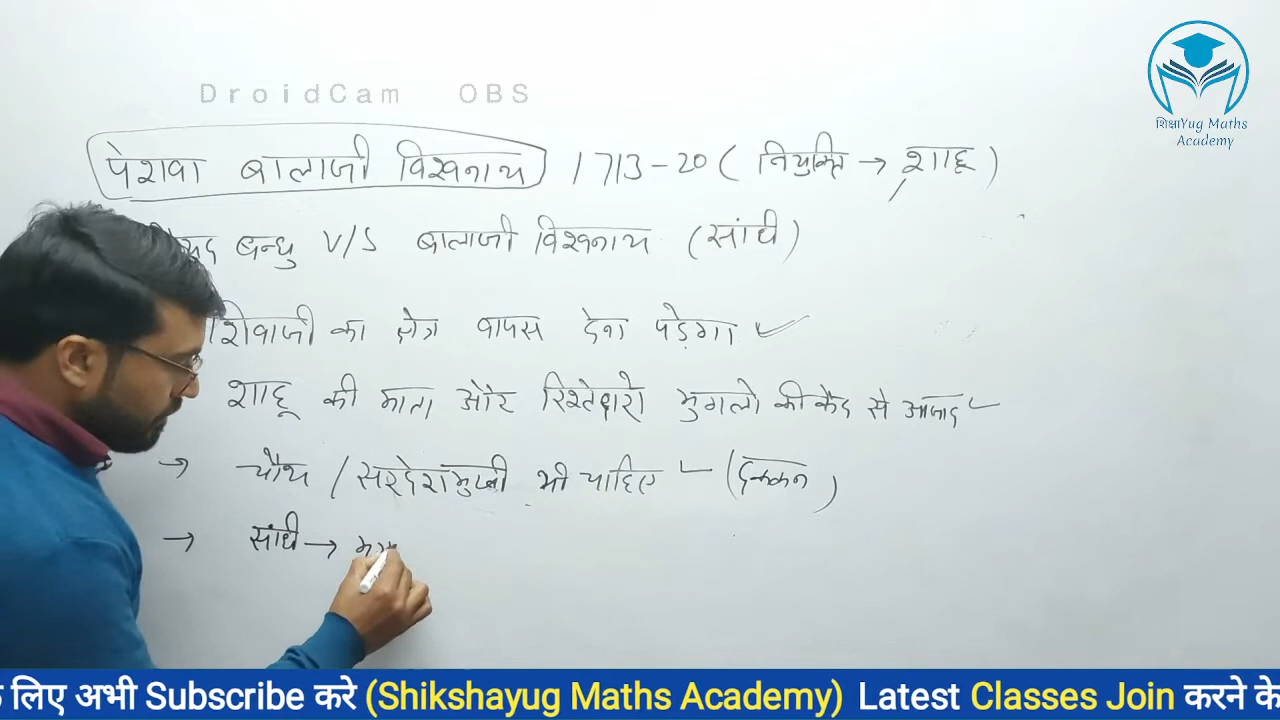 DroidCam OBS
शिक्षाYug Maths
Academy
पेशवा बालाजी विश्वनाथ 1713-20 ( नियुक्ति → शाहू )
बन्धु V/S बालाजी विश्वनाथ (सांधी)
शिवाजी का क्षेत्र वापस देना पड़ेगा ✓
शाहू की माता और रिश्तेदारो मुगलो की कैद से आजाद ✓
→ चौथ / सरदेशमुखी भी चाहिए ✓ (दक्कन)
→ सांधी →
लिए अभी Subscribe करे (Shikshayug Maths Academy) Latest Classes Join करने के